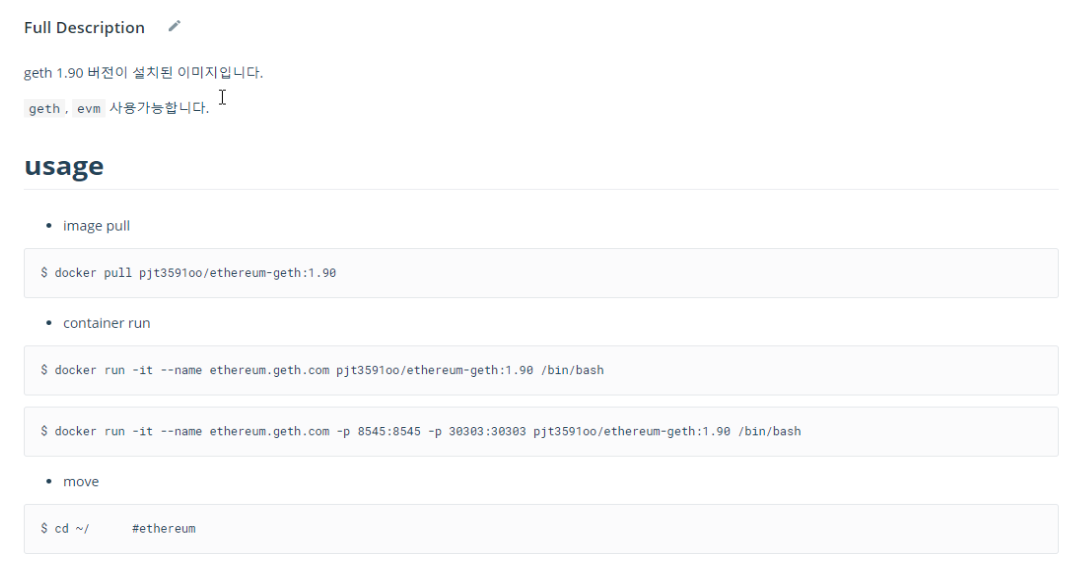 Full Description
geth 1.90 버전이 설치된 이미지입니다.
geth , evm 사용가능합니다.
usage
• image pull
$ docker pull pjt3591oo/ethereum-geth:1.90
• container run
$ docker run -it --name ethereum.geth.com pjt3591oo/ethereum-geth:1.90 /bin/bash
$ docker run -it --name ethereum.geth.com -p 8545:8545 -p 30303:30303 pjt3591oo/ethereum-geth:1.90 /bin/bash
• move
$ cd ~/ #ethereum